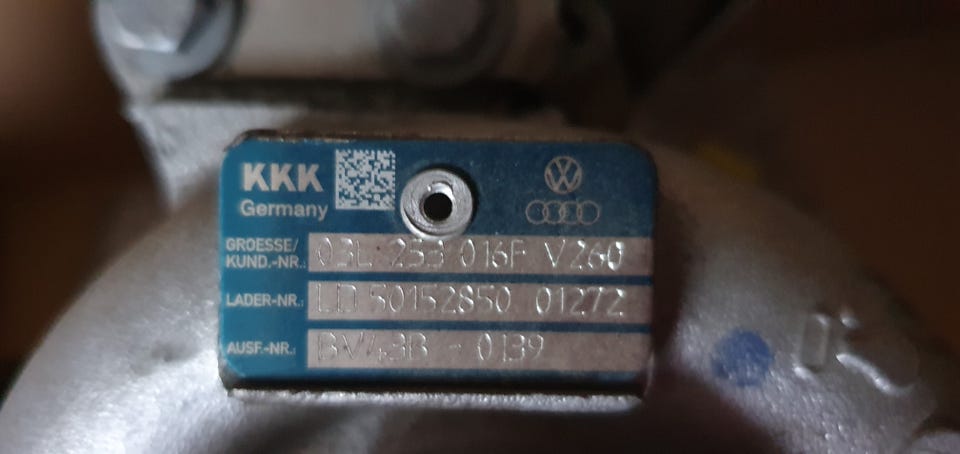 KKK
Germany
GROESSE/
KUND.-NR.: 03L 253 016F V260
LADER-NR.: LD 50152850 01272
AUSF.-NR.: BV43B - 0139